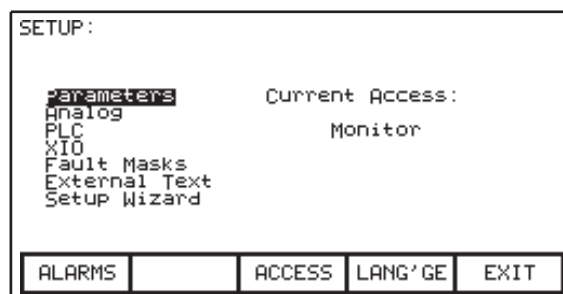 SETUP:
Parameters
Current Access:
Analog
PLC
Monitor
XIO
Fault Masks
External Text
Setup Wizard
ALARMS ACCESS LANG'GE EXIT